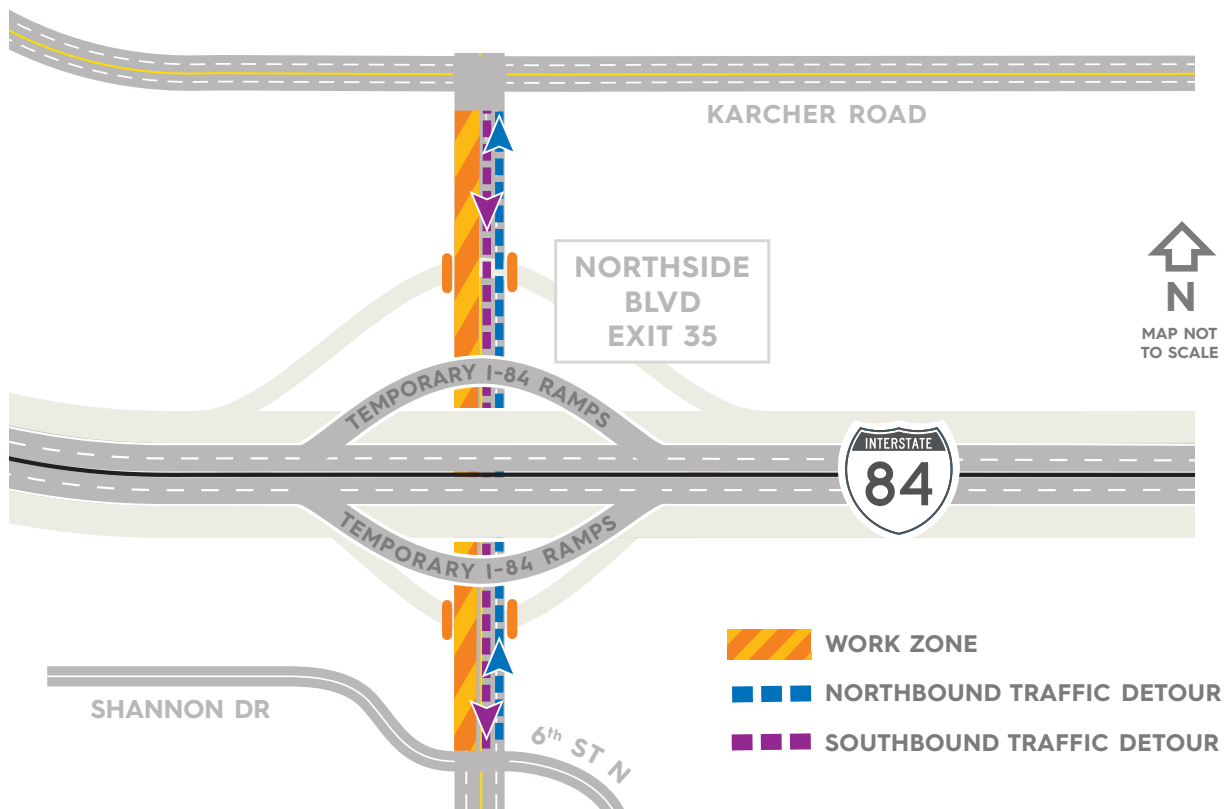 KARCHER ROAD
NORTHSIDE
BLVD
EXIT 35
N
MAP NOT
TO SCALE
TEMPORARY I-84 RAMPS
INTERSTATE
84
TEMPORARY I-84 RAMPS
WORK ZONE
NORTHBOUND TRAFFIC DETOUR
SOUTHBOUND TRAFFIC DETOUR
SHANNON DR
6th ST N